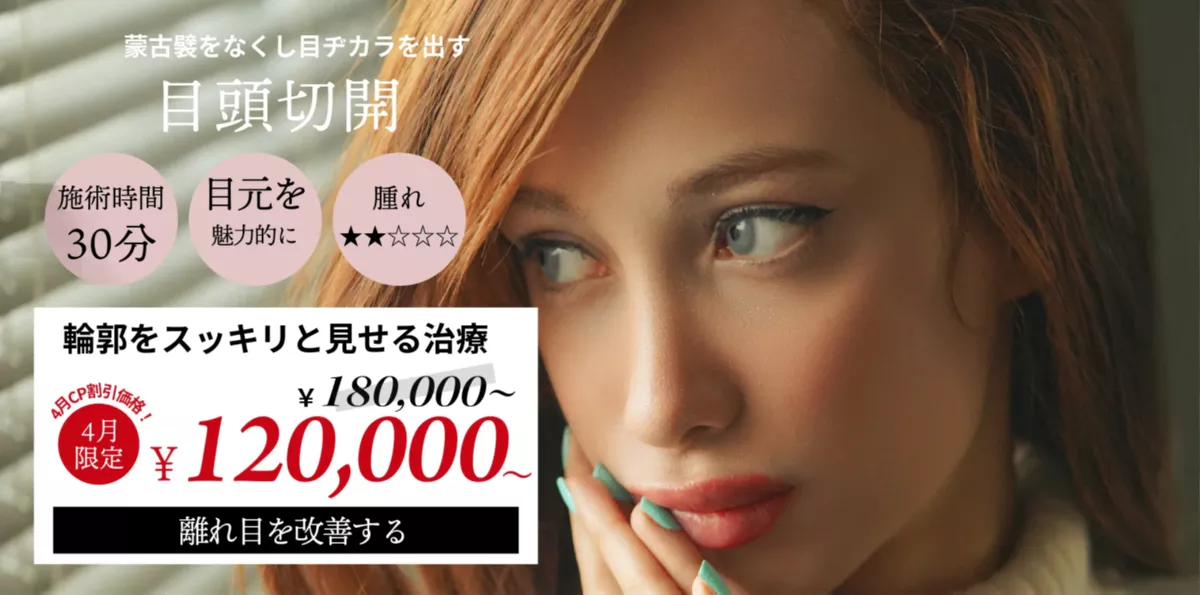 蒙古襞をなくし目ヂカラを出す
目頭切開
施術時間
30分
目元を
魅力的に
腫れ
★★☆☆☆
輪郭をスッキリと見せる治療
¥180,000~
4月CP割引価格！
4月
限定
¥120,000~
離れ目を改善する